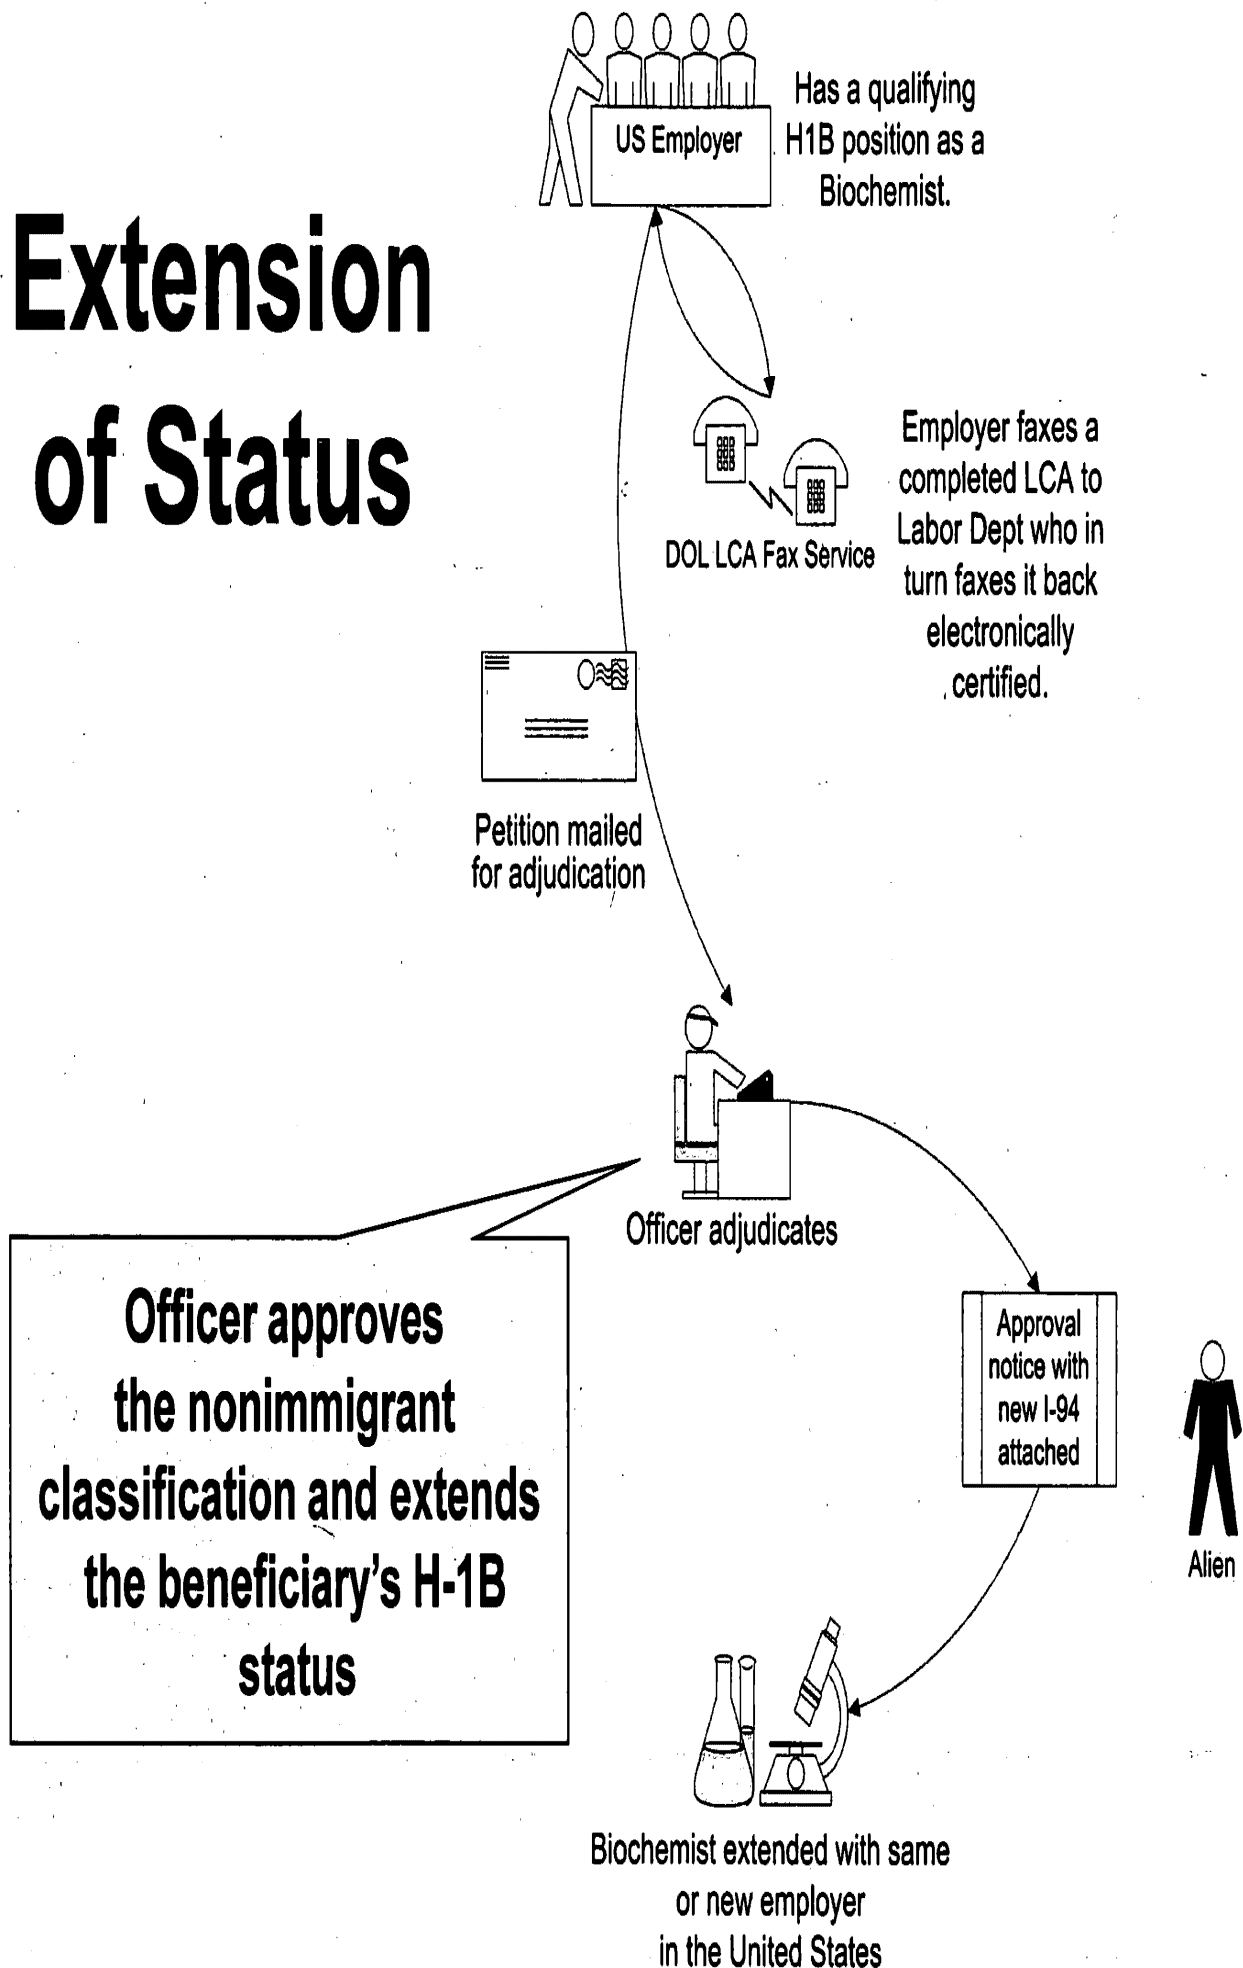 Has a qualifying
US Employer
H1B position as a
Biochemist.
Extension
of Status
Employer faxes a
completed LCA to
Labor Dept who in
DOL LCA Fax Service
turn faxes it back
electronically
certified.
Petition mailed
for adjudication
Officer adjudicates
Officer approves
the nonimmigrant
classification and extends
the beneficiary's H-1B
status
Approval
notice with
new I-94
attached
Alien
Biochemist extended with same
or new employer
in the United States